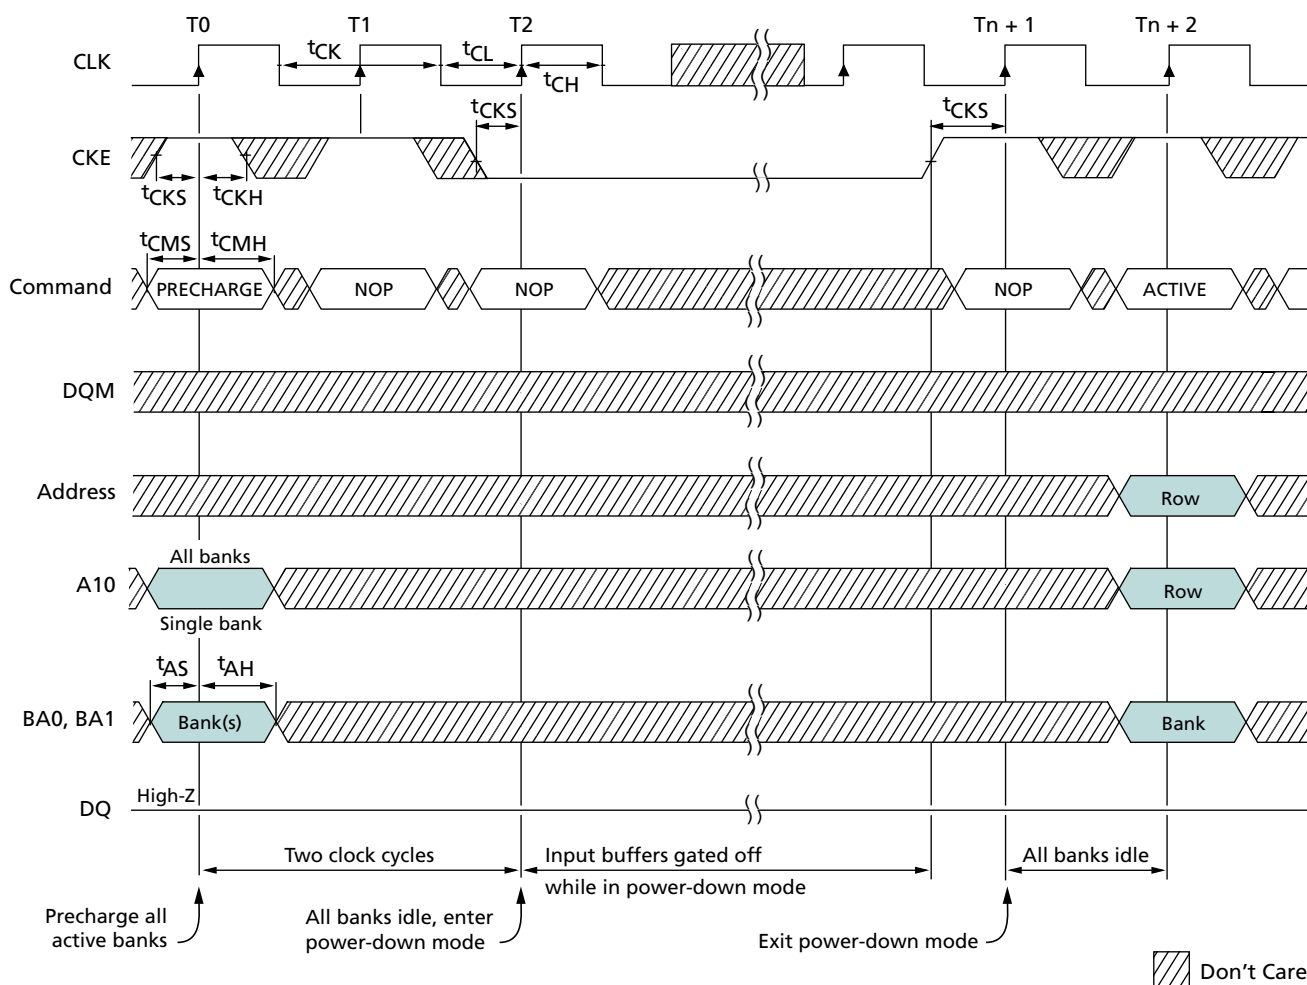 T0 T1 T2 Tn + 1 Tn + 2
CLK
tCK tCL
tCH
tCKS tCKS
CKE
tCKS tCKH
tCMS tCMH
Command PRECHARGE NOP NOP NOP ACTIVE
DQM
Address Row
All banks
A10 Row
Single bank
tAS tAH
BA0, BA1 Bank(s) Bank
High-Z
DQ
Two clock cycles
Input buffers gated off
while in power-down mode
All banks idle
Precharge all
active banks
All banks idle, enter
power-down mode
Exit power-down mode
Don't Care